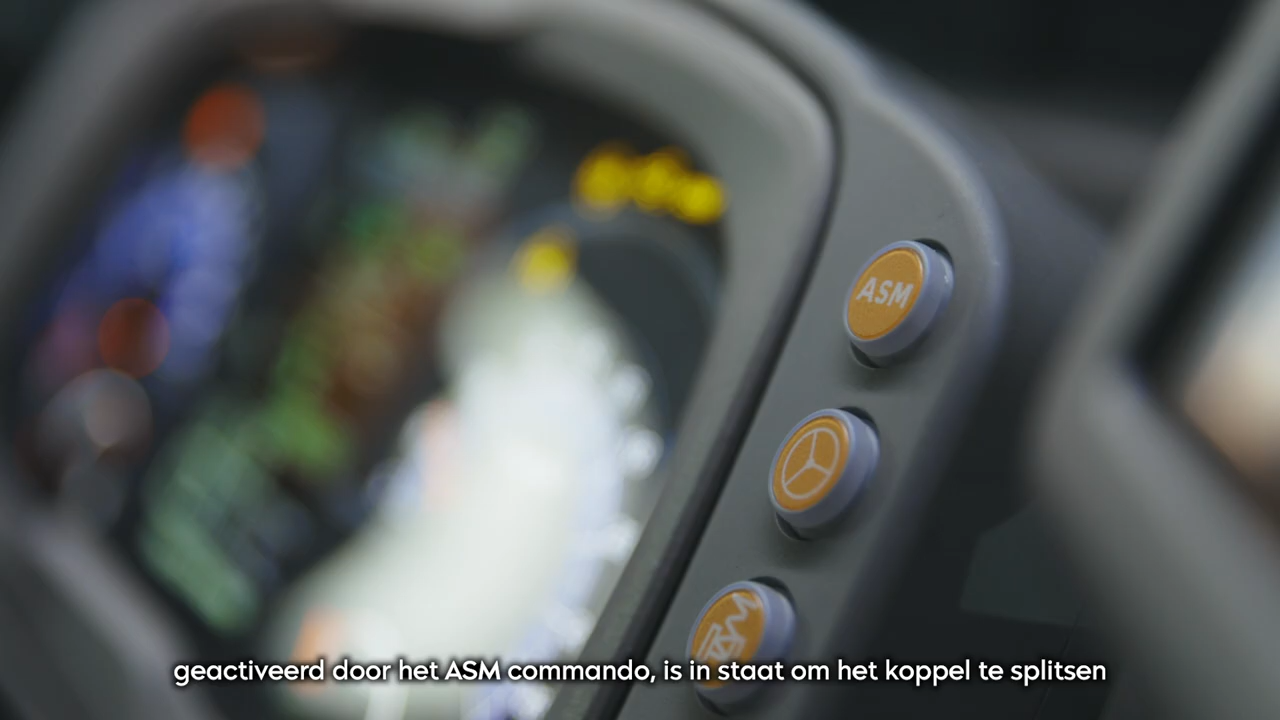 ASM
geactiveerd door het ASM commando, is in staat om het koppel te splitsen